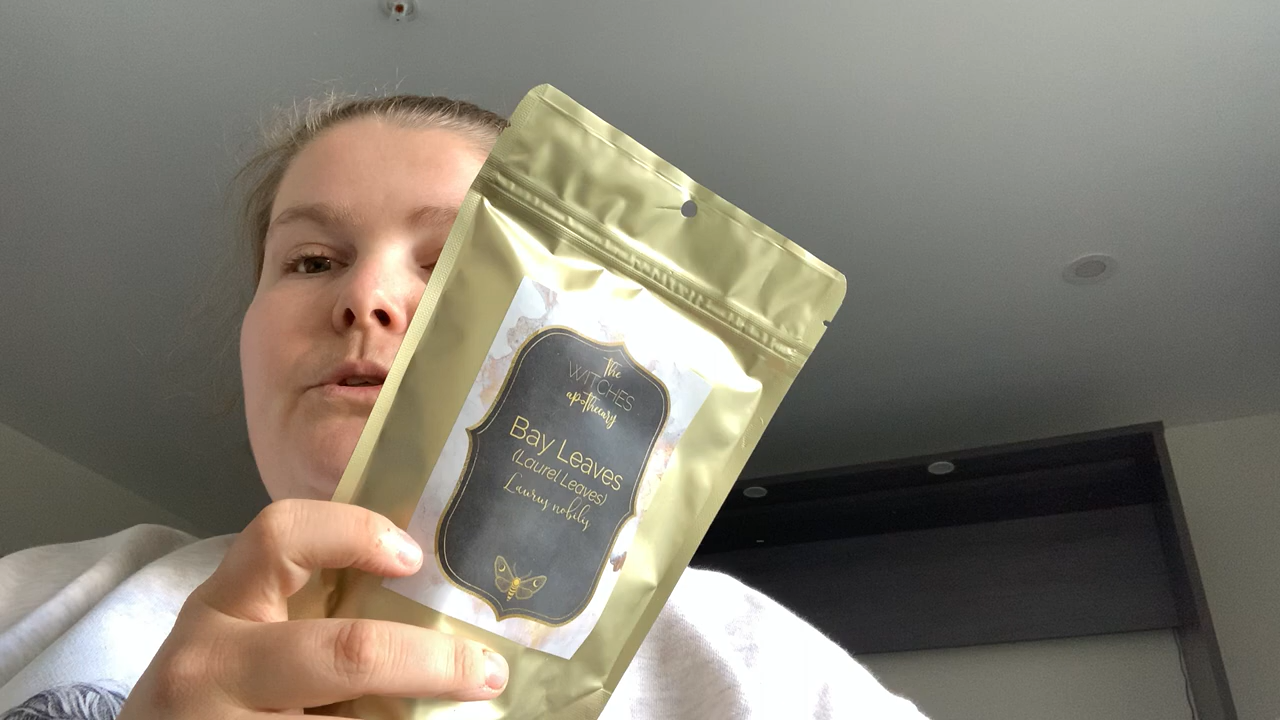 The
WITCHES
apothecary
Bay Leaves
(Laurel Leaves)
Laurus nobilis